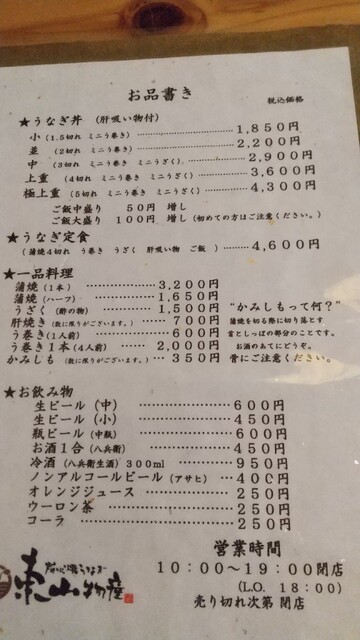 お品書き
税込価格
★うなぎ丼 (肝吸い物付)
小 (1.5切れ ミニう巻き) ……… 1,850円
並 (2切れ ミニう巻き) ……… 2,200円
中 (3切れ ミニう巻き ミニうざく) ……… 2,900円
上重 (4切れ ミニう巻き ミニうざく) ……… 3,600円
極上重 (5切れ ミニう巻き ミニうざく) ……… 4,300円
ご飯中盛り 50円 増し
ご飯大盛り 100円 増し (初めての方はご注意ください。)
★うなぎ定食
(蒲焼4切れ う巻き うざく 肝吸い物 ご飯) ……… 4,600円
★一品料理
蒲焼 (1本) ……… 3,200円
蒲焼 (ハーフ) ……… 1,650円
うざく (酢の物) ……… 1,500円
肝焼き (数に限りがございます。) ……… 700円
う巻き (1人前) ……… 600円
う巻き1本 (4人前) ……… 2,000円
かみしも (数に限りがございます。) ……… 350円
“かみしもって何?”
蒲焼を切る際に切り落とす
首としっぽの部分のことです。
お酒のあてにどうぞ。
骨にご注意ください。
★お飲み物
生ビール (中) ……… 600円
生ビール (小) ……… 450円
瓶ビール (中瓶) ……… 600円
お酒1合 (八兵衛) ……… 450円
冷酒 (八兵衛生酒) 300ml ……… 950円
ノンアルコールビール (アサヒ) ……… 400円
オレンジジュース ……… 250円
ウーロン茶 ……… 250円
コーラ ……… 250円
営業時間
10:00～19:00閉店
(L.O. 18:00)
売り切れ次第 閉店
東山物産